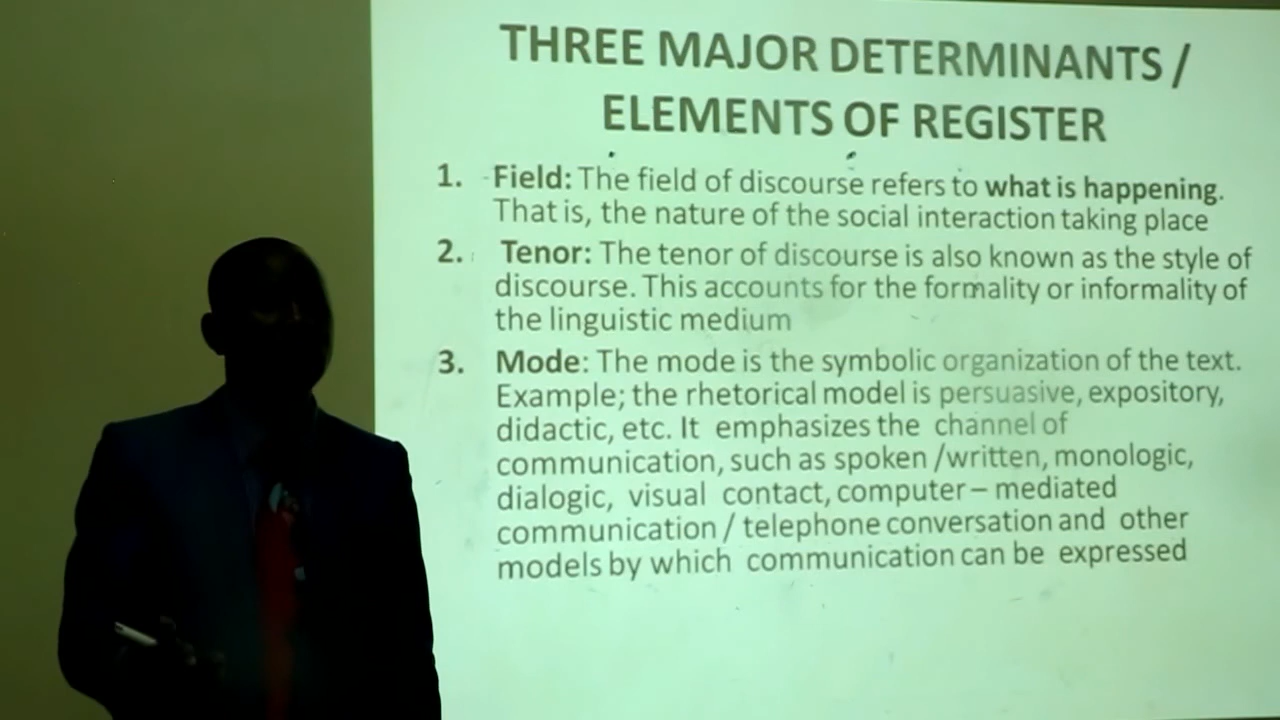 THREE MAJOR DETERMINANTS /
ELEMENTS OF REGISTER
1. Field: The field of discourse refers to what is happening.
That is, the nature of the social interaction taking place
2. Tenor: The tenor of discourse is also known as the style of
discourse. This accounts for the formality or informality of
the linguistic medium
3. Mode: The mode is the symbolic organization of the text.
Example; the rhetorical model is persuasive, expository,
didactic, etc. It emphasizes the channel of
communication, such as spoken /written, monologic,
dialogic, visual contact, computer – mediated
communication / telephone conversation and other
models by which communication can be expressed